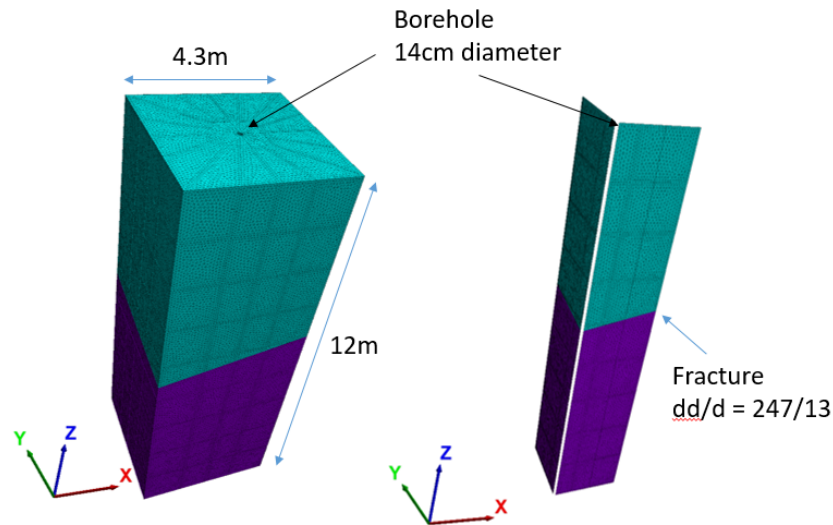 Borehole
14cm diameter
4.3m
12m
Fracture
dd/d = 247/13
Y
Z
X
Y
Z
X